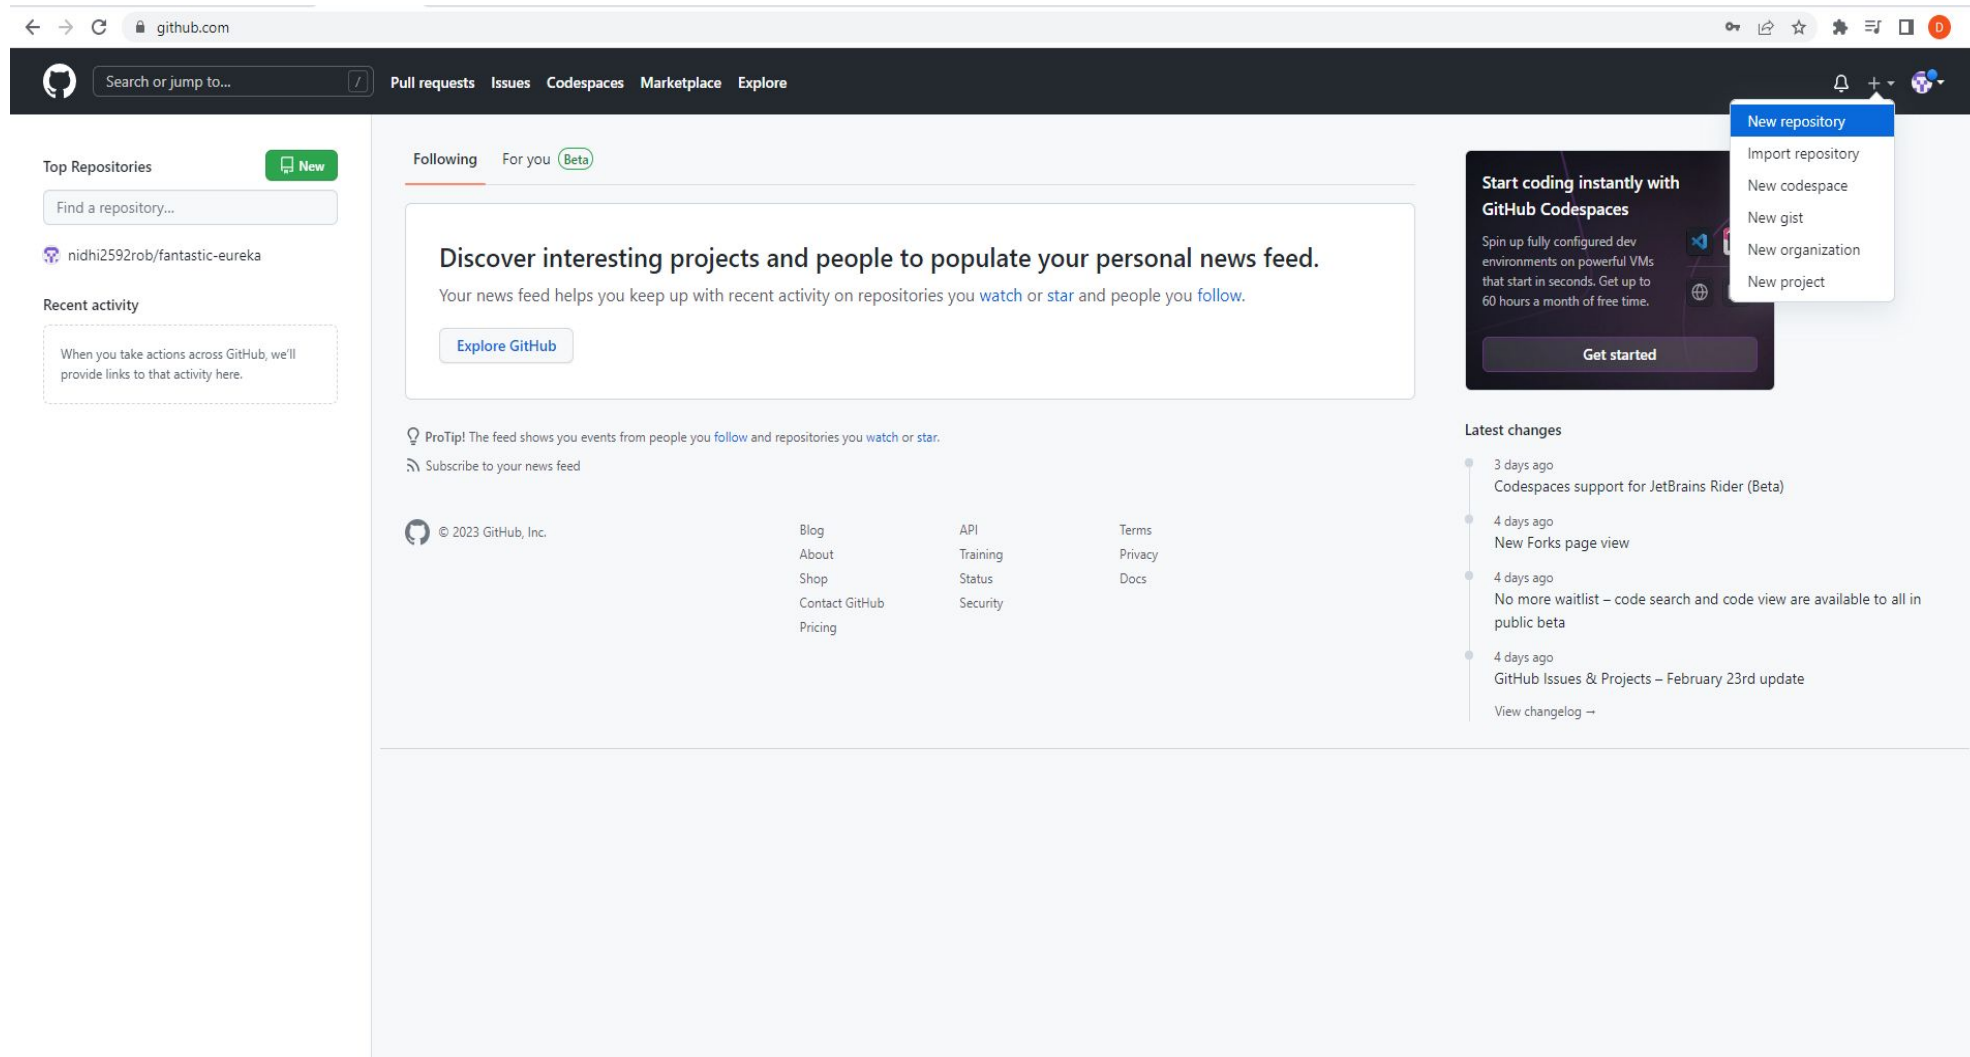 github.com
D
Search or jump to...
/
Pull requests Issues Codespaces Marketplace Explore
New repository
Import repository
New codespace
New gist
New organization
New project
Top Repositories
New
Find a repository...
nidhi2592rob/fantastic-eureka
Recent activity
When you take actions across GitHub, we'll
provide links to that activity here.
Following For you Beta
Discover interesting projects and people to populate your personal news feed.
Your news feed helps you keep up with recent activity on repositories you watch or star and people you follow.
Explore GitHub
ProTip! The feed shows you events from people you follow and repositories you watch or star.
Subscribe to your news feed
© 2023 GitHub, Inc.
Blog
About
Shop
Contact GitHub
Pricing
API
Training
Status
Security
Terms
Privacy
Docs
Start coding instantly with
GitHub Codespaces
Spin up fully configured dev
environments on powerful VMs
that start in seconds. Get up to
60 hours a month of free time.
Get started
Latest changes
3 days ago
Codespaces support for JetBrains Rider (Beta)
4 days ago
New Forks page view
4 days ago
No more waitlist – code search and code view are available to all in
public beta
4 days ago
GitHub Issues & Projects – February 23rd update
View changelog →